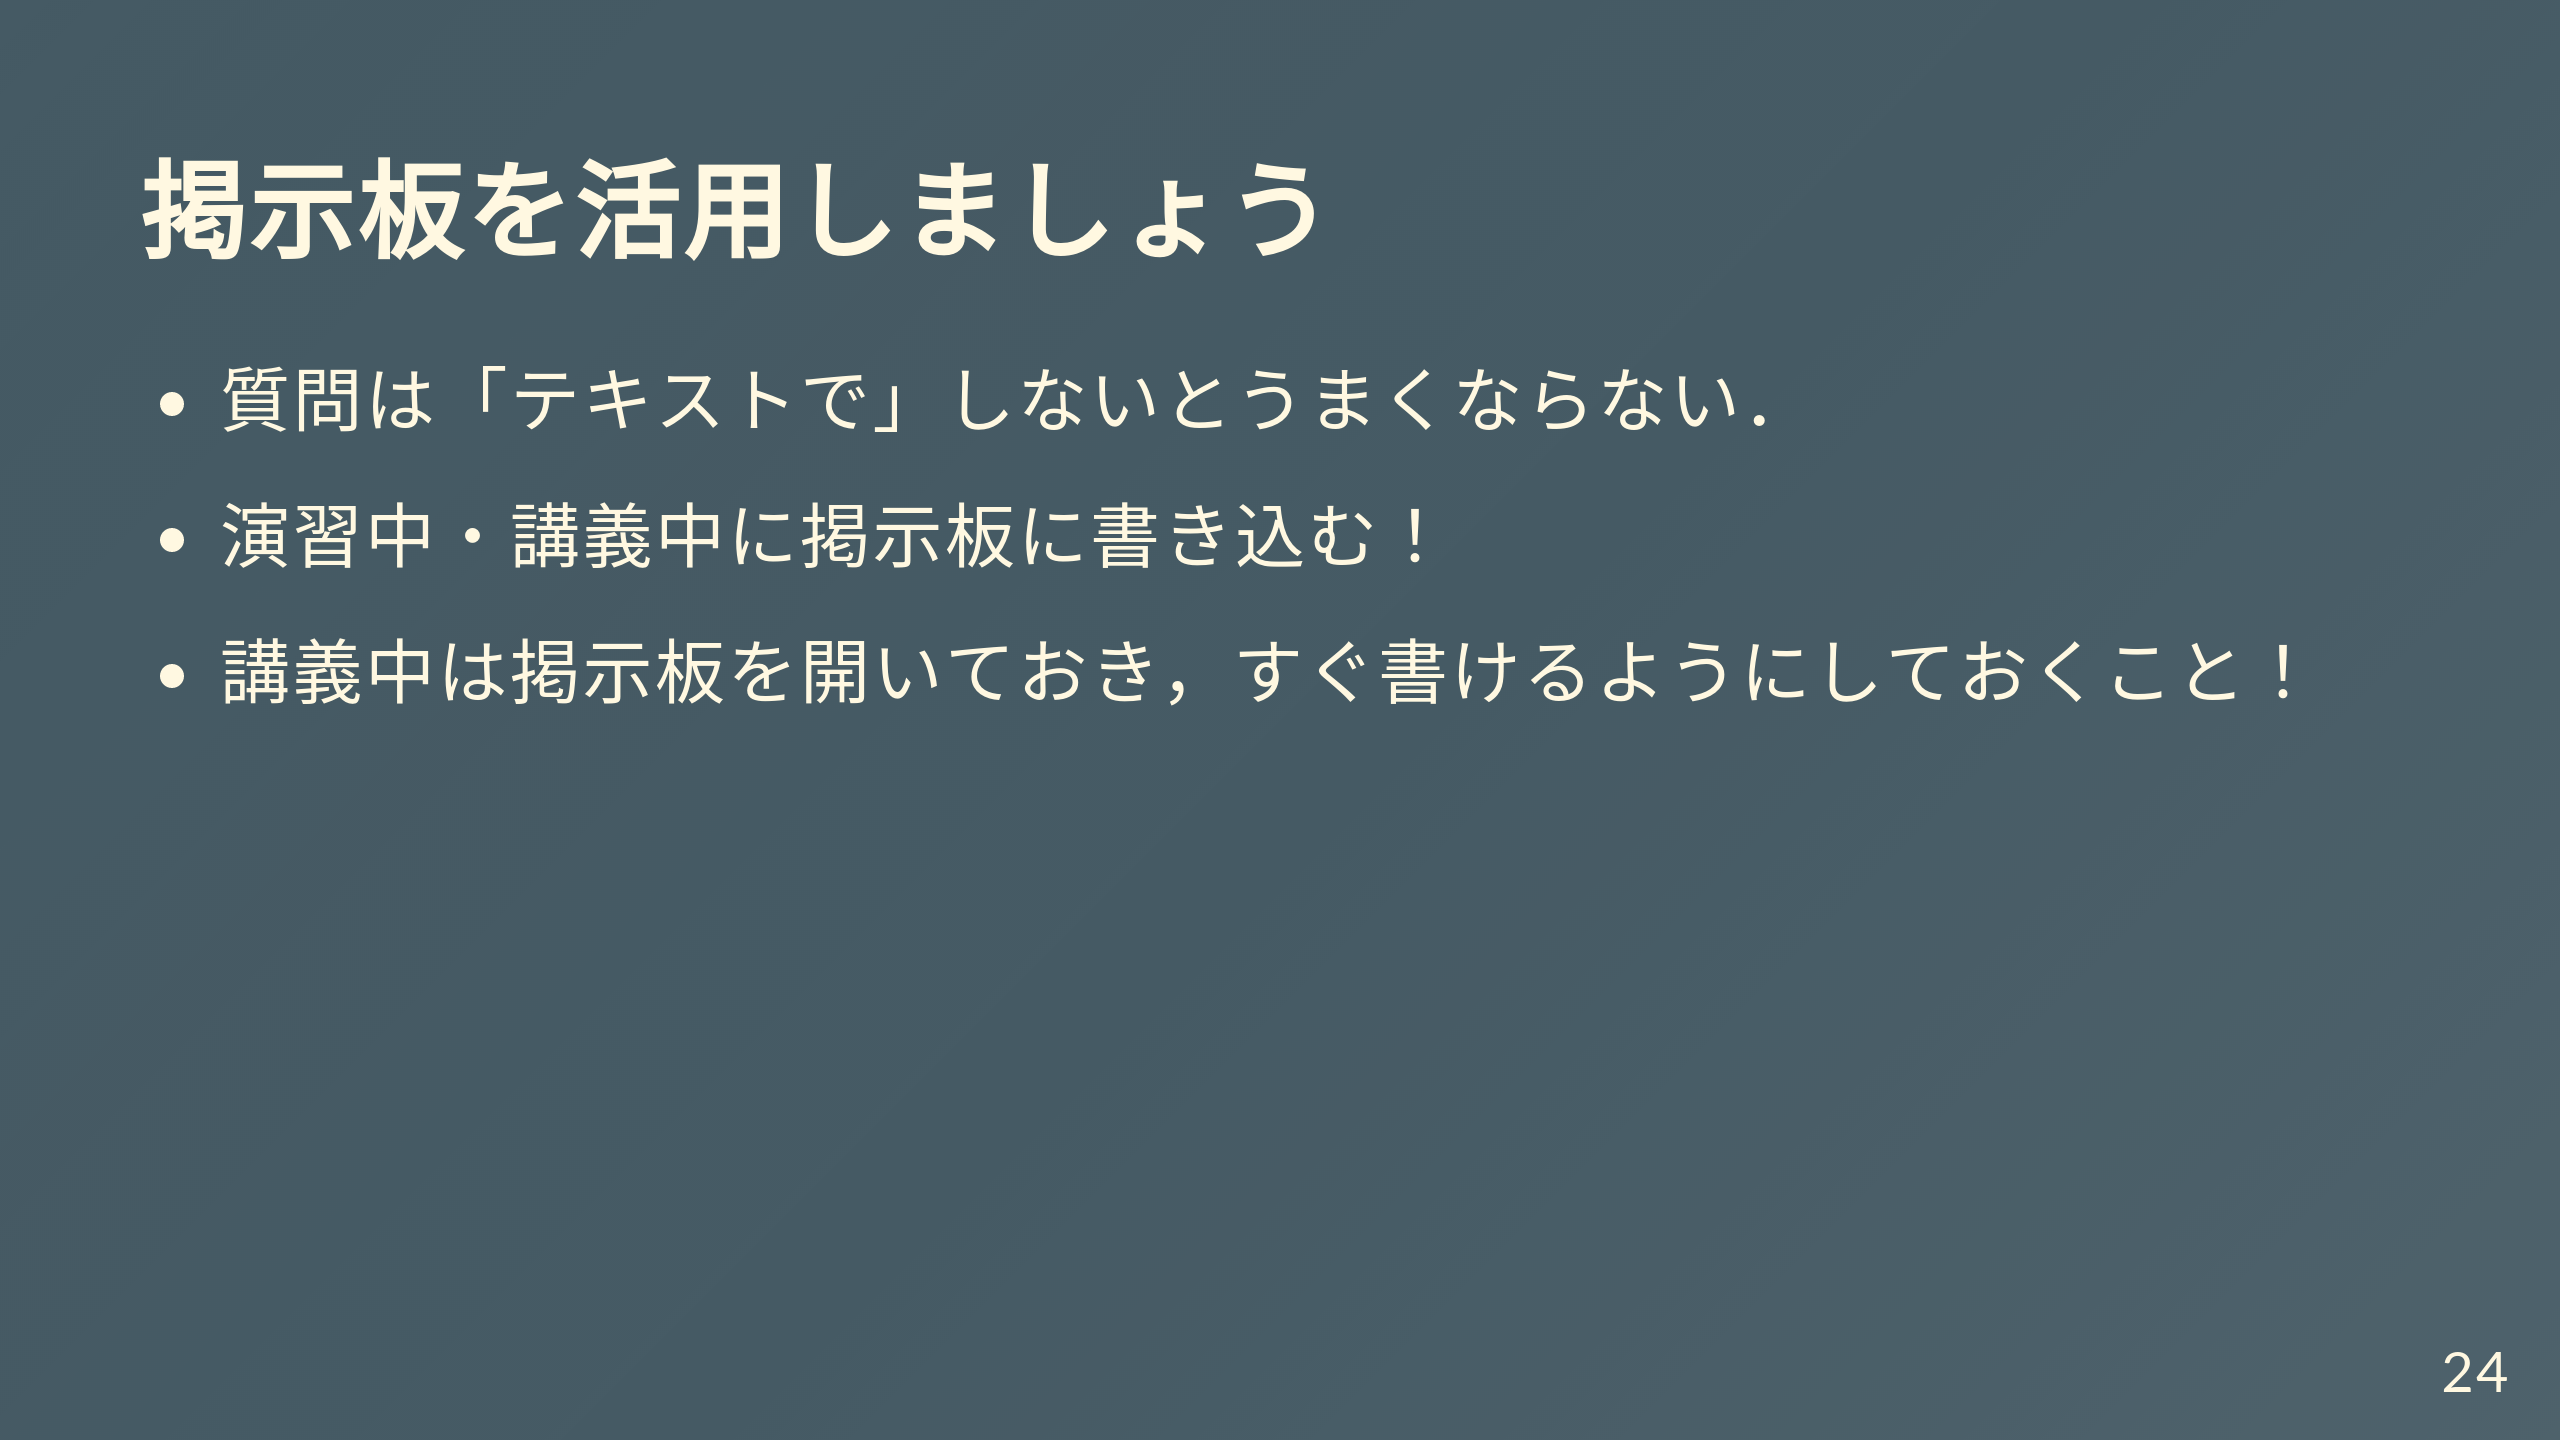 掲示板を活用しましょう
• 質問は「テキストで」しないとうまくならない．
• 演習中・講義中に掲示板に書き込む！
• 講義中は掲示板を開いておき，すぐ書けるようにしておくこと！
24